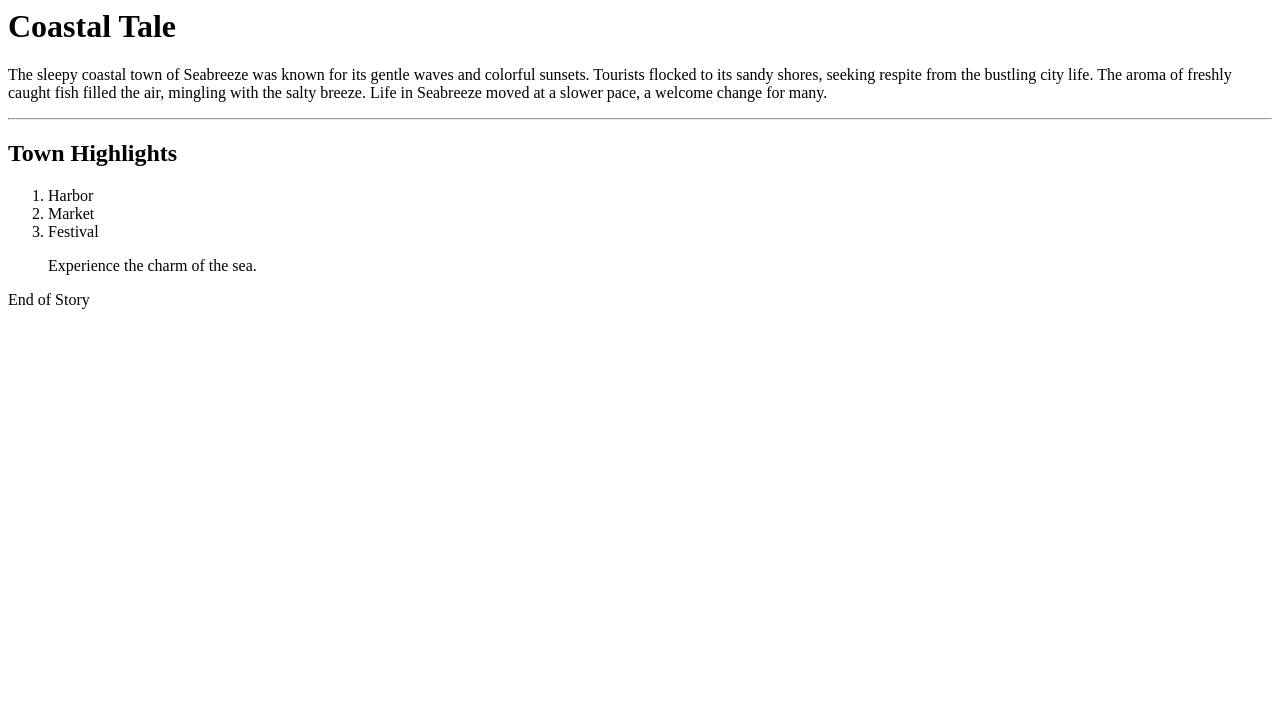 Coastal Tale
The sleepy coastal town of Seabreeze was known for its gentle waves and colorful sunsets. Tourists flocked to its sandy shores, seeking respite from the bustling city life. The aroma of freshly
caught fish filled the air, mingling with the salty breeze. Life in Seabreeze moved at a slower pace, a welcome change for many.
Town Highlights
1. Harbor
2. Market
3. Festival
Experience the charm of the sea.
End of Story